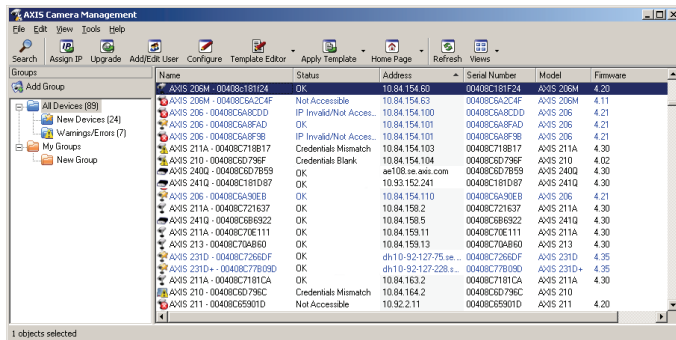 AXIS Camera Management
File Edit View Tools Help
Search Assign IP Upgrade Add/Edit User Configure Template Editor Apply Template Home Page Refresh Views
Groups
Add Group
All Devices (89)
New Devices (24)
Warnings/Errors (7)
My Groups
New Group
Name Status Address Serial Number Model Firmware
AXIS 206M - 00408c181f24 OK 10.84.154.60 00408C181F24 AXIS 206M 4.20
AXIS 206M - 00408C6A2C4F Not Accessible 10.84.154.63 00408C6A2C4F AXIS 206M 4.11
AXIS 206 - 00408C6A8CDD IP Invalid/Not Acces... 10.84.154.100 00408C6A8CDD AXIS 206 4.21
AXIS 206 - 00408C6A8FAD OK 10.84.154.101 00408C6A8FAD AXIS 206 4.21
AXIS 206 - 00408C6A8F9B IP Invalid/Not Acces... 10.84.154.101 00408C6A8F9B AXIS 206 4.21
AXIS 211A - 00408C718B17 Credentials Mismatch 10.84.154.103 00408C718B17 AXIS 211A 4.30
AXIS 210 - 00408C6D796F Credentials Blank 10.84.154.104 00408C6D796F AXIS 210 4.02
AXIS 240Q - 00408C6D7B59 OK ae108.se.axis.com 00408C6D7B59 AXIS 240Q 4.30
AXIS 241Q - 00408C181D87 OK 10.93.152.241 00408C181D87 AXIS 241Q 4.30
AXIS 206 - 00408C6A90EB OK 10.84.154.110 00408C6A90EB AXIS 206 4.21
AXIS 211A - 00408C721637 OK 10.84.158.2 00408C721637 AXIS 211A 4.30
AXIS 241Q - 00408C6B6922 OK 10.84.158.5 00408C6B6922 AXIS 241Q 4.30
AXIS 211A - 00408C70E111 OK 10.84.159.11 00408C70E111 AXIS 211A 4.30
AXIS 213 - 00408C70AB60 OK 10.84.159.13 00408C70AB60 AXIS 213 4.30
AXIS 231D - 00408C7266DF OK dh10-92-127-75.se... 00408C7266DF AXIS 231D 4.35
AXIS 231D+ - 00408C77B09D OK dh10-92-127-228.s... 00408C77B09D AXIS 231D+ 4.35
AXIS 211A - 00408C7181CA OK 10.84.163.2 00408C7181CA AXIS 211A 4.30
AXIS 210 - 00408C6D796C Credentials Mismatch 10.84.164.2 00408C6D796C AXIS 210
AXIS 211 - 00408C65901D Not Accessible 10.92.2.11 00408C65901D AXIS 211 4.20
1 objects selected